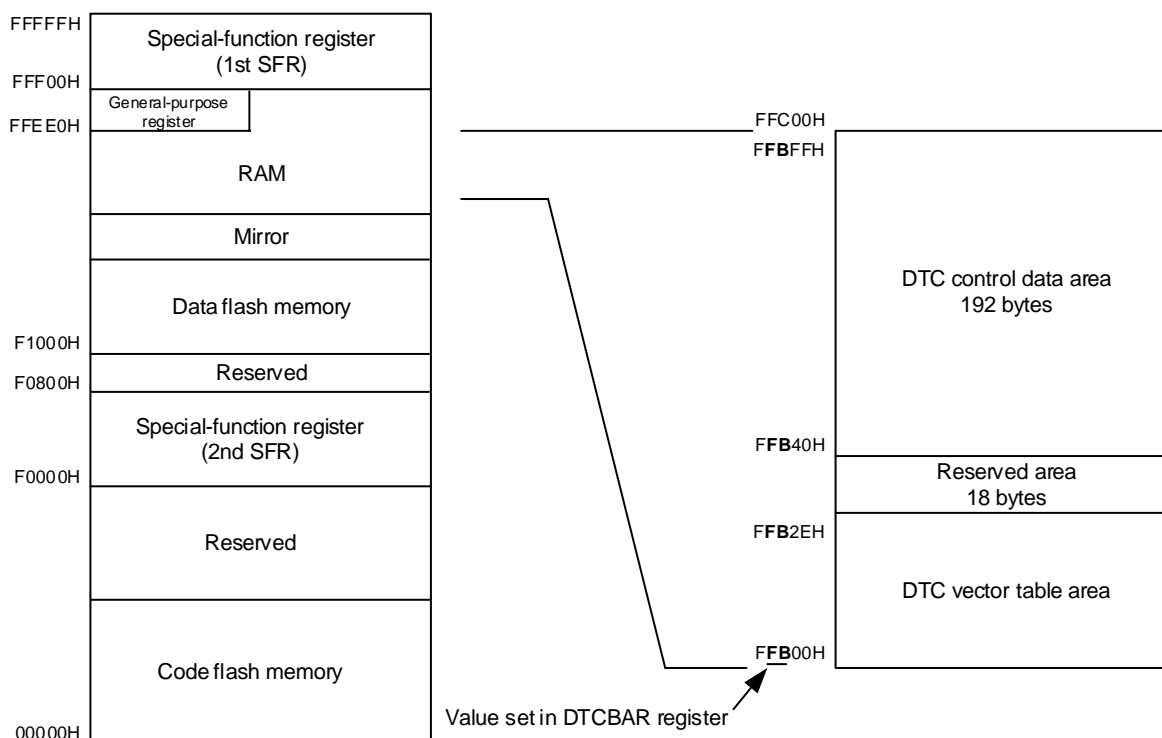 FFFFFH
Special-function register
(1st SFR)
FFF00H
General-purpose
register
FFEE0H
RAM
Mirror
Data flash memory
F1000H
Reserved
F0800H
Special-function register
(2nd SFR)
F0000H
Reserved
Code flash memory
00000H
FFC00H
FFBFFH
DTC control data area
192 bytes
FFB40H
Reserved area
18 bytes
FFB2EH
DTC vector table area
FFB00H
Value set in DTCBAR register